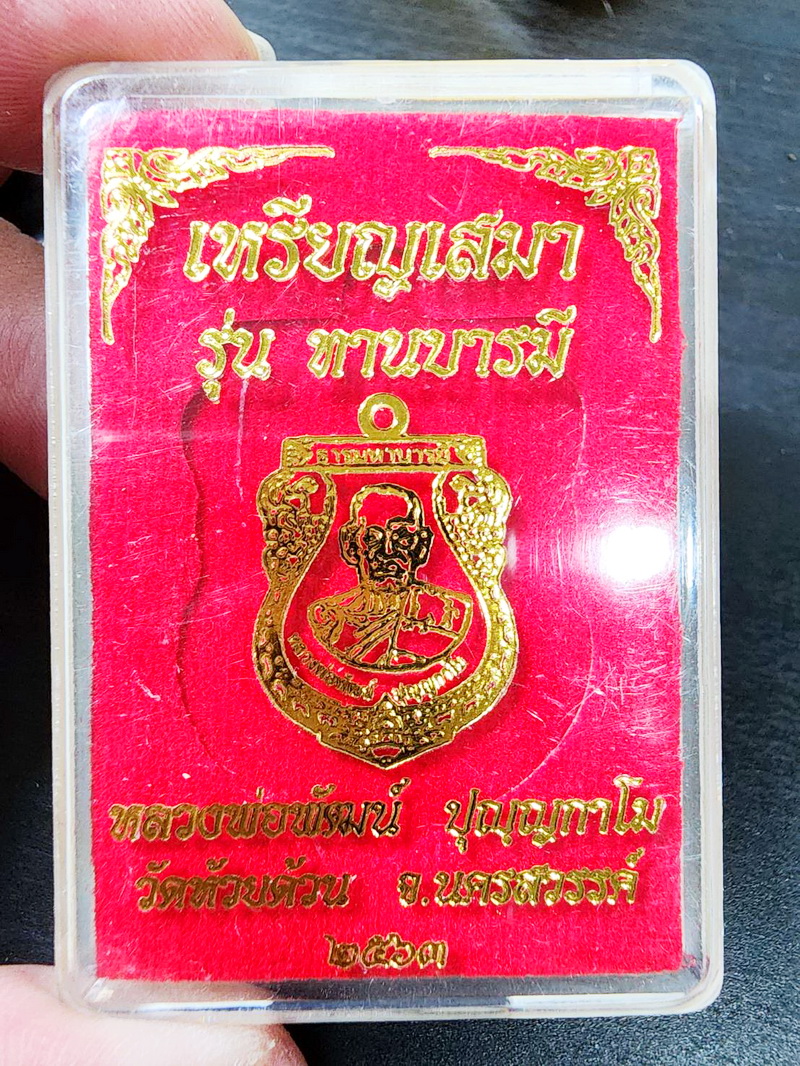 เหรียญเสมา
รุ่น ทานบารมี
หลวงพ่อพัฒน์ ปุญฺญกาโม
วัดห้วยด้วน จ.นครสวรรค์
๒๕๖๓